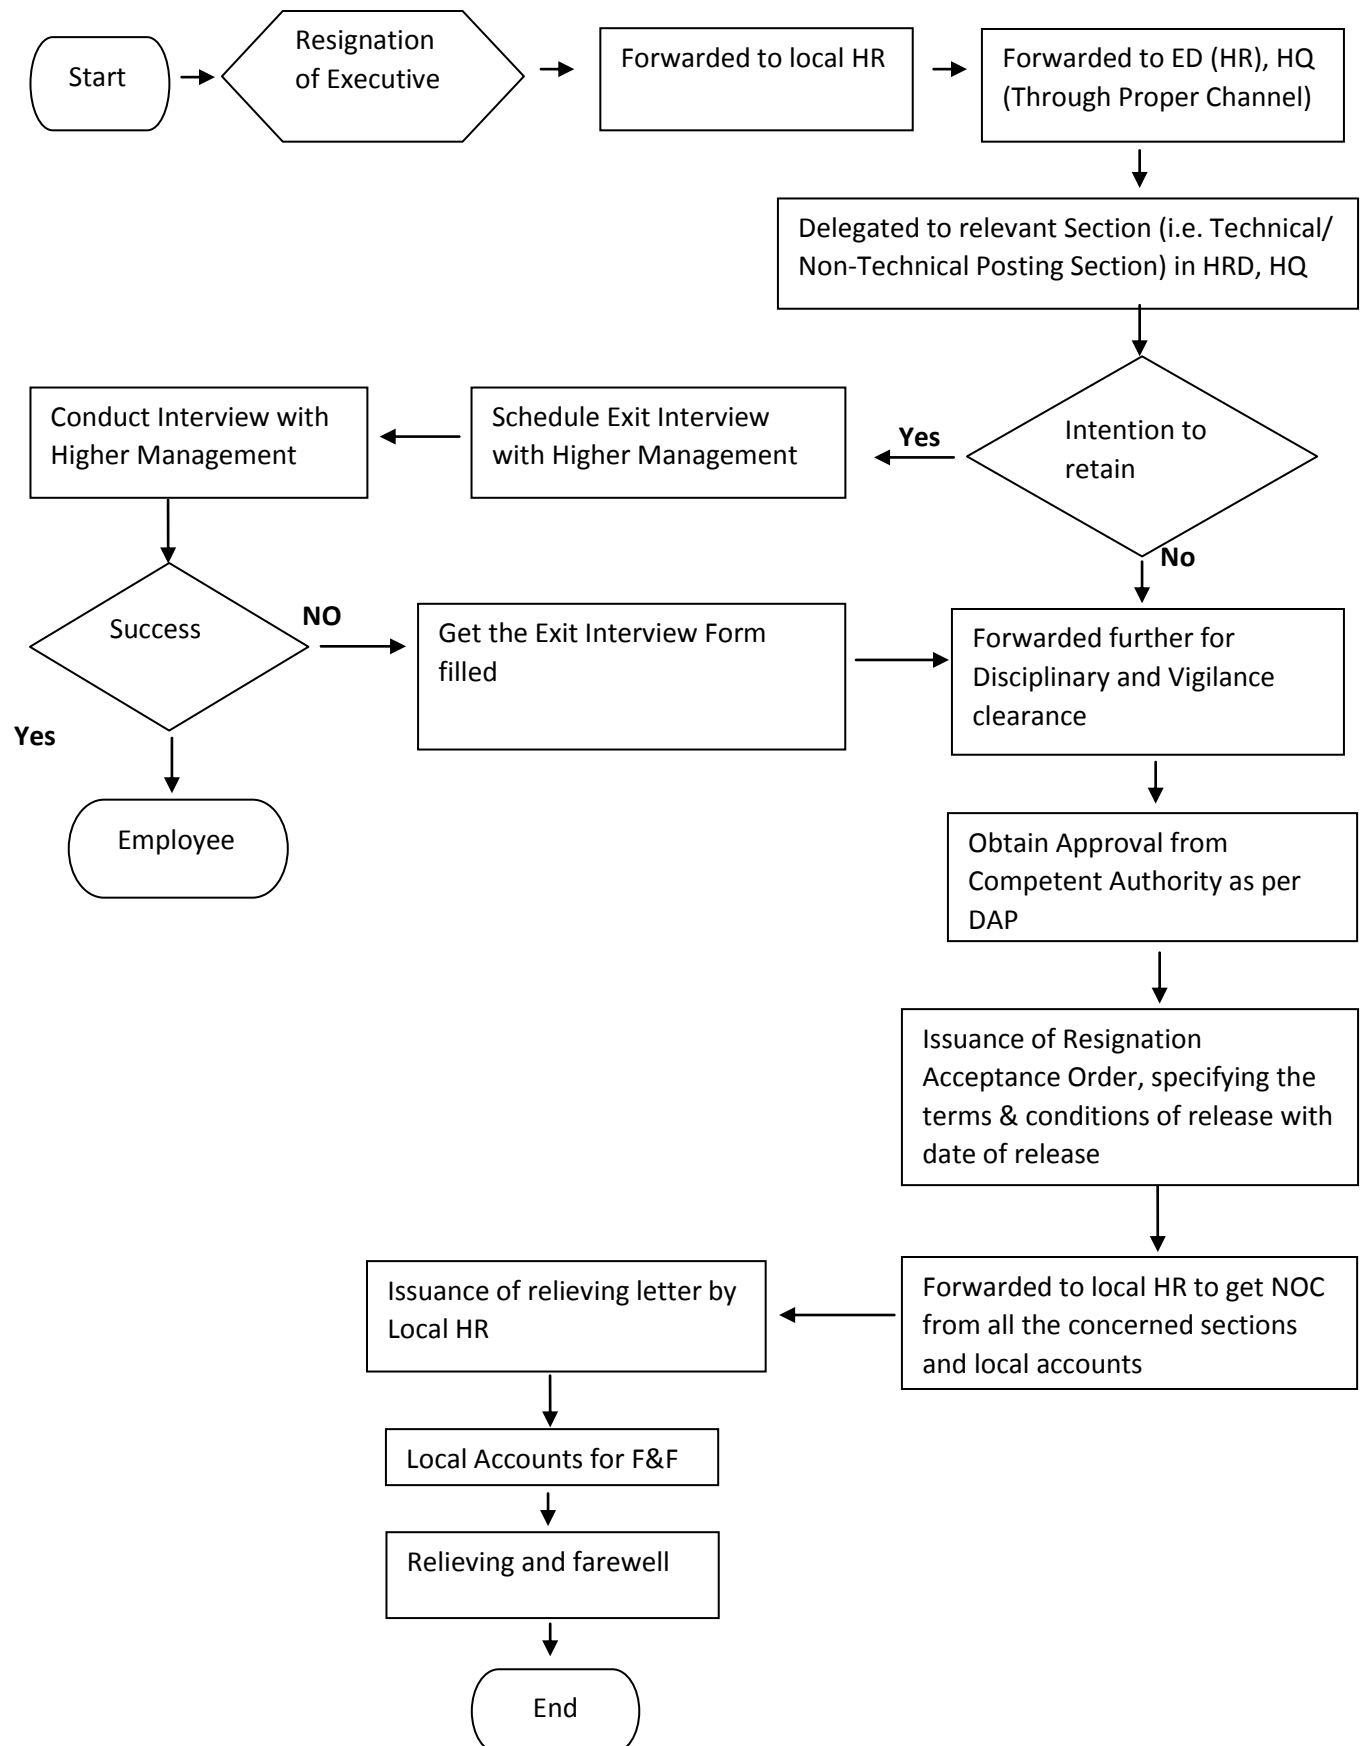 Start
Resignation
of Executive
Forwarded to local HR
Forwarded to ED (HR), HQ
(Through Proper Channel)
Delegated to relevant Section (i.e. Technical/
Non-Technical Posting Section) in HRD, HQ
Intention to
retain
Yes
No
Schedule Exit Interview
with Higher Management
Conduct Interview with
Higher Management
Success
NO
Yes
Employee
Get the Exit Interview Form
filled
Forwarded further for
Disciplinary and Vigilance
clearance
Obtain Approval from
Competent Authority as per
DAP
Issuance of Resignation
Acceptance Order, specifying the
terms & conditions of release with
date of release
Forwarded to local HR to get NOC
from all the concerned sections
and local accounts
Issuance of relieving letter by
Local HR
Local Accounts for F&F
Relieving and farewell
End